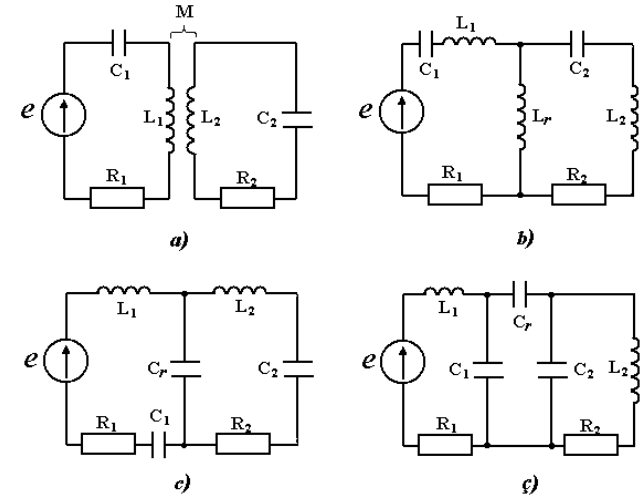 M
C₁
e
L₁
L₂
C₂
R₁
R₂
a)
L₁
C₁
C₂
e
Lr
L₂
R₁
R₂
b)
L₁
L₂
e
Cr
C₂
R₁
C₁
R₂
c)
L₁
Cr
e
C₁
C₂
L₂
R₁
R₂
ç)